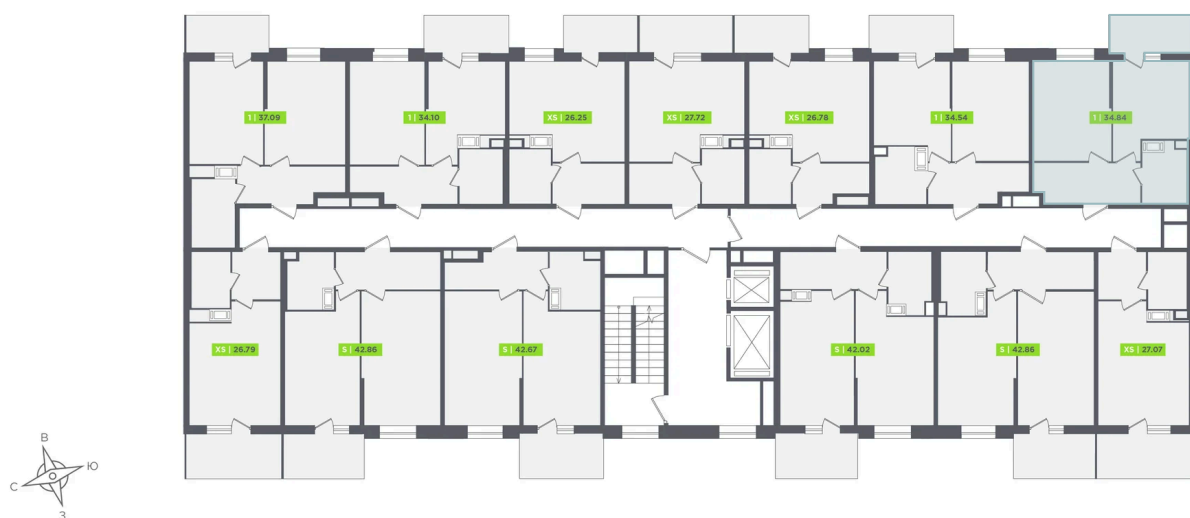 1 | 37.09
1 | 34.10
XS | 26.25
XS | 27.72
XS | 26.78
1 | 34.54
1 | 34.84
XS | 26.79
S | 42.86
S | 42.67
S | 42.02
S | 42.86
XS | 27.07
В
Ю
С
З